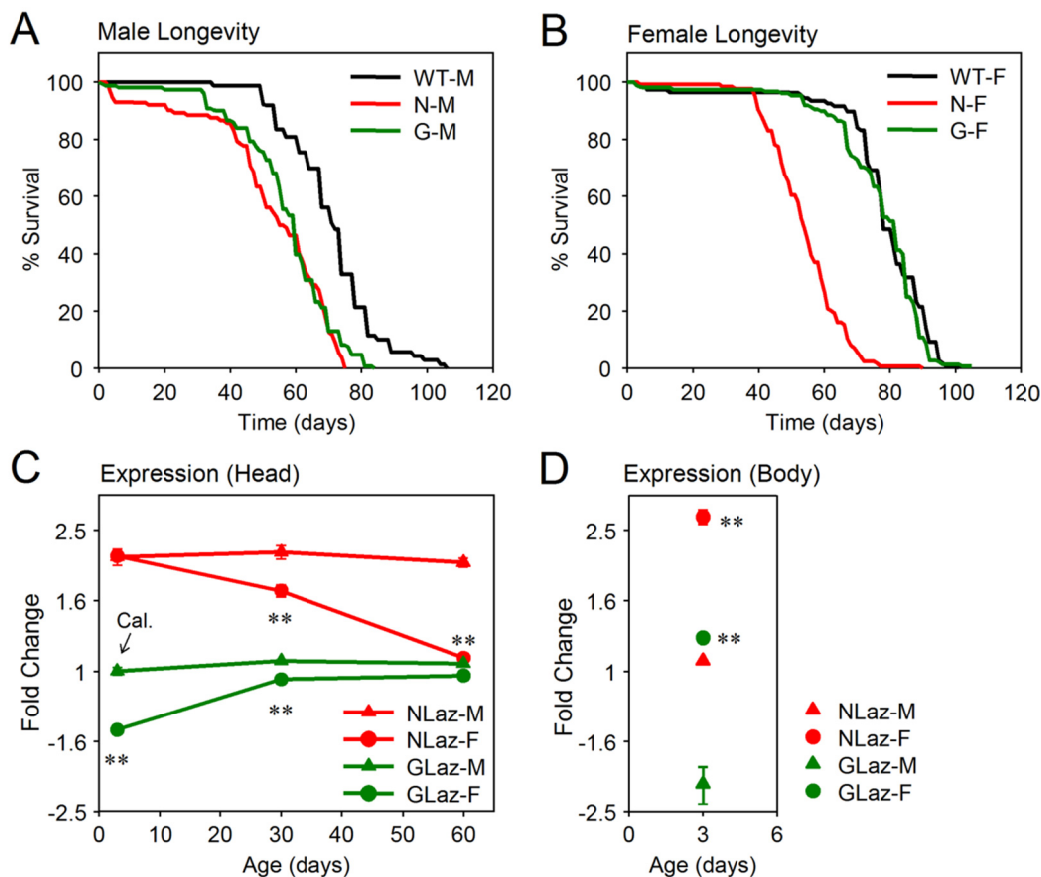 A Male Longevity
% Survival
100
80
60
40
20
0
WT-M
N-M
G-M
0 20 40 60 80 100 120
Time (days)
B Female Longevity
% Survival
100
80
60
40
20
0
WT-F
N-F
G-F
0 20 40 60 80 100 120
Time (days)
C Expression (Head)
Fold Change
2.5
1.6
1
-1.6
-2.5
Cal.
**
**
**
**
NLaz-M
NLaz-F
GLaz-M
GLaz-F
0 10 20 30 40 50 60
Age (days)
D Expression (Body)
Fold Change
2.5
1.6
1
-1.6
-2.5
**
**
NLaz-M
NLaz-F
GLaz-M
GLaz-F
0 3 6
Age (days)